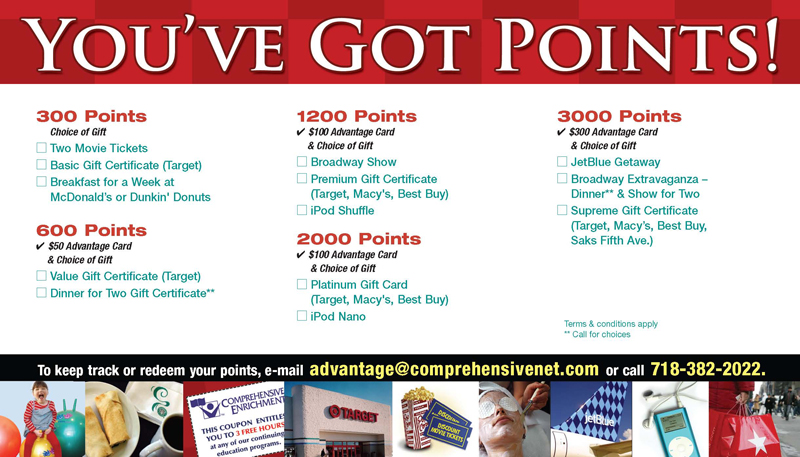 YOU'VE GOT POINTS!
300 Points
Choice of Gift
Two Movie Tickets
Basic Gift Certificate (Target)
Breakfast for a Week at
McDonald's or Dunkin' Donuts
600 Points
✔ $50 Advantage Card
& Choice of Gift
Value Gift Certificate (Target)
Dinner for Two Gift Certificate**
1200 Points
✔ $100 Advantage Card
& Choice of Gift
Broadway Show
Premium Gift Certificate
(Target, Macy's, Best Buy)
iPod Shuffle
2000 Points
✔ $100 Advantage Card
& Choice of Gift
Platinum Gift Card
(Target, Macy's, Best Buy)
iPod Nano
3000 Points
✔ $300 Advantage Card
& Choice of Gift
JetBlue Getaway
Broadway Extravaganza –
Dinner** & Show for Two
Supreme Gift Certificate
(Target, Macy's, Best Buy,
Saks Fifth Ave.)
Terms & conditions apply
** Call for choices
To keep track or redeem your points, e-mail advantage@comprehensivenet.com or call 718-382-2022.
COMPREHENSIVE
ENRICHMENT
THIS COUPON ENTITLES
YOU TO 3 FREE HOURS
at any of our continuing
education programs.
TARGET
DISCOUNT
DISCOUNT
MOVIE TICKETS
jetBlue